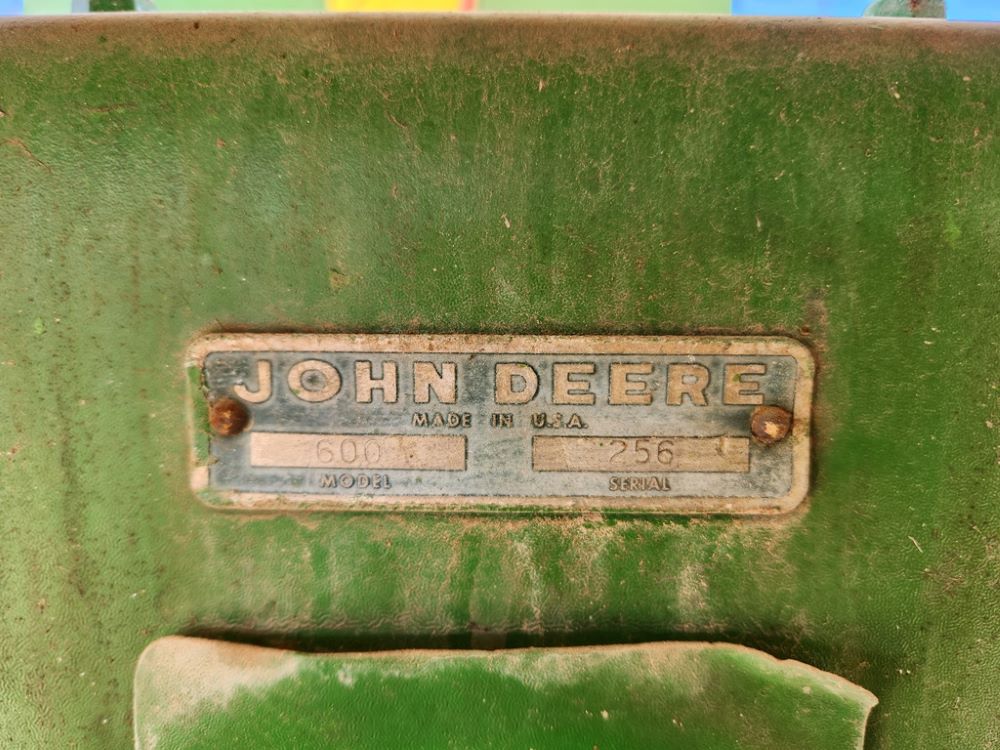 JOHN DEERE
MADE IN U.S.A.
600 256
MODEL SERIAL